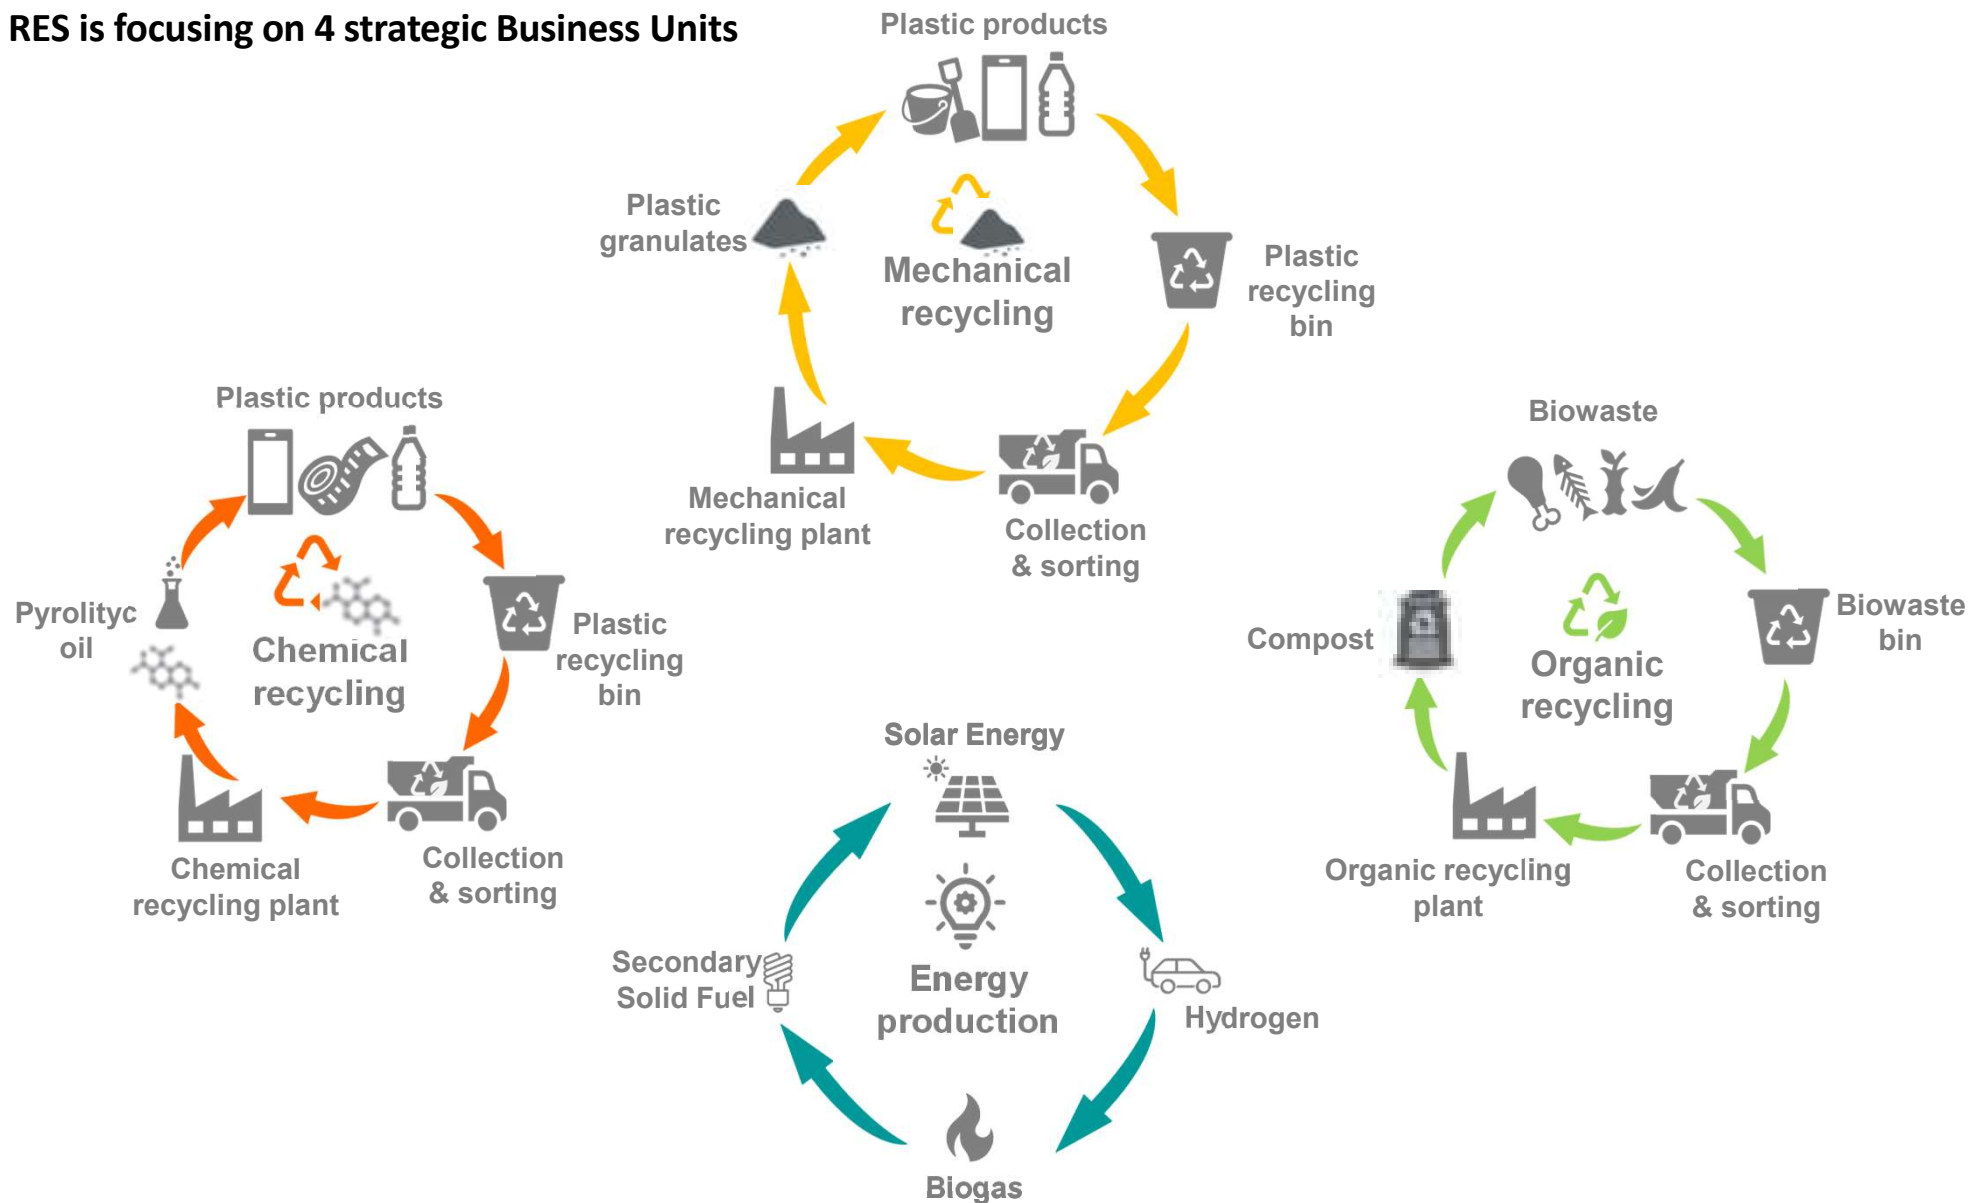 RES is focusing on 4 strategic Business Units
Plastic products
Plastic
granulates
Mechanical
recycling
Plastic
recycling
bin
Mechanical
recycling plant
Collection
& sorting
Plastic products
Pyrolityc
oil
Chemical
recycling
Plastic
recycling
bin
Chemical
recycling plant
Collection
& sorting
Biowaste
Compost
Organic
recycling
Biowaste
bin
Organic recycling
plant
Collection
& sorting
Solar Energy
Secondary
Solid Fuel
Energy
production
Hydrogen
Biogas